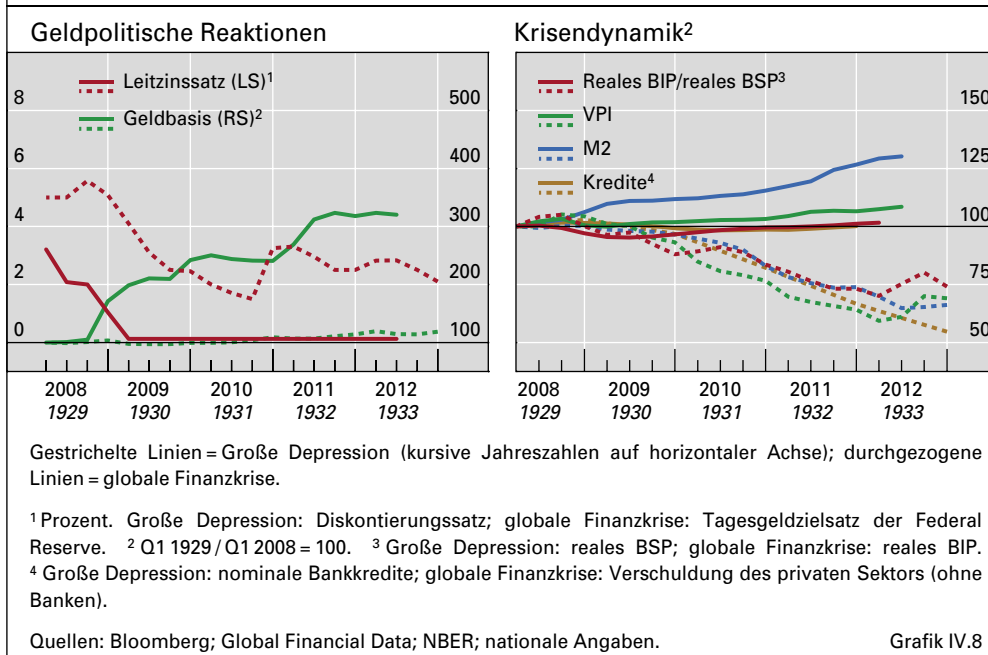 Geldpolitische Reaktionen
Leitzinssatz (LS)¹
Geldbasis (RS)²
8
6
4
2
0
500
400
300
200
100
2008 2009 2010 2011 2012
1929 1930 1931 1932 1933
Krisendynamik²
Reales BIP/reales BSP³
VPI
M2
Kredite⁴
150
125
100
75
50
2008 2009 2010 2011 2012
1929 1930 1931 1932 1933
Gestrichelte Linien = Große Depression (kursive Jahreszahlen auf horizontaler Achse); durchgezogene
Linien = globale Finanzkrise.
¹ Prozent. Große Depression: Diskontierungssatz; globale Finanzkrise: Tagesgeldzielsatz der Federal
Reserve. ² Q1 1929 / Q1 2008 = 100. ³ Große Depression: reales BSP; globale Finanzkrise: reales BIP.
⁴ Große Depression: nominale Bankkredite; globale Finanzkrise: Verschuldung des privaten Sektors (ohne
Banken).
Quellen: Bloomberg; Global Financial Data; NBER; nationale Angaben. Grafik IV.8